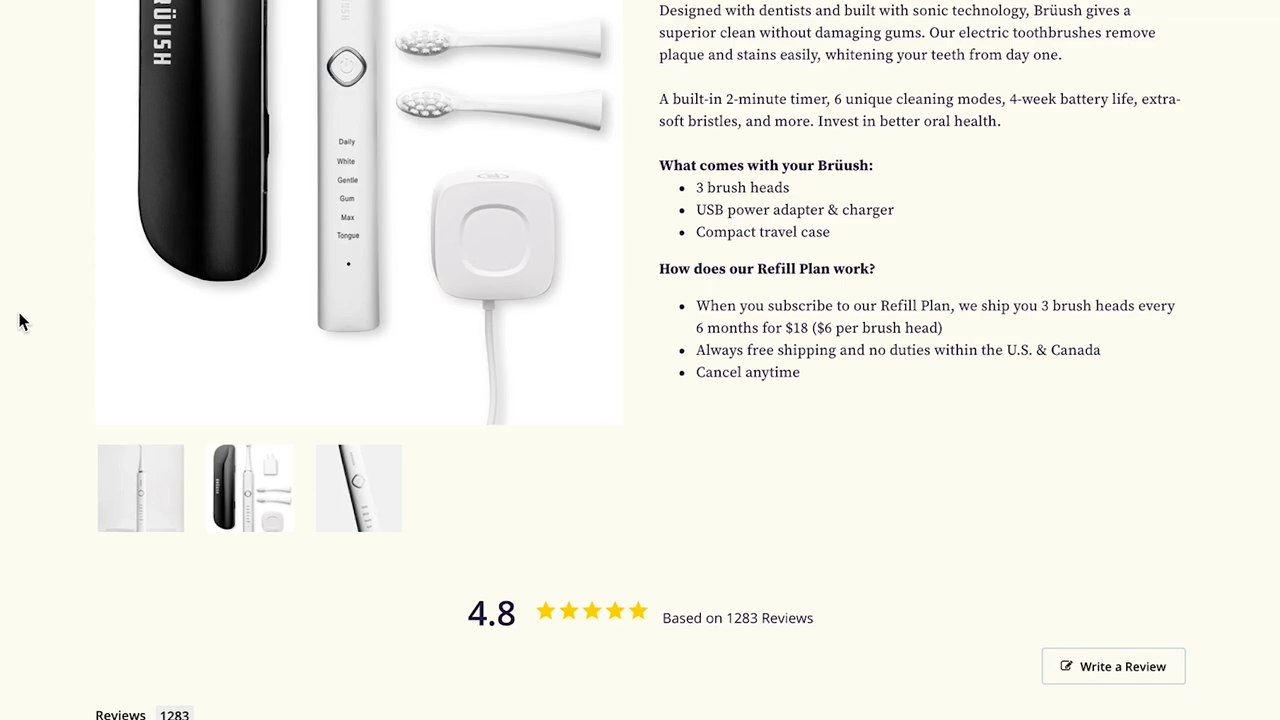 BRÜUSH
Daily
White
Gentle
Gum
Max
Tongue
Designed with dentists and built with sonic technology, Brüush gives a
superior clean without damaging gums. Our electric toothbrushes remove
plaque and stains easily, whitening your teeth from day one.
A built-in 2-minute timer, 6 unique cleaning modes, 4-week battery life, extra-
soft bristles, and more. Invest in better oral health.
What comes with your Brüush:
• 3 brush heads
• USB power adapter & charger
• Compact travel case
How does our Refill Plan work?
• When you subscribe to our Refill Plan, we ship you 3 brush heads every
6 months for $18 ($6 per brush head)
• Always free shipping and no duties within the U.S. & Canada
• Cancel anytime
4.8
Based on 1283 Reviews
Write a Review
Reviews 1283